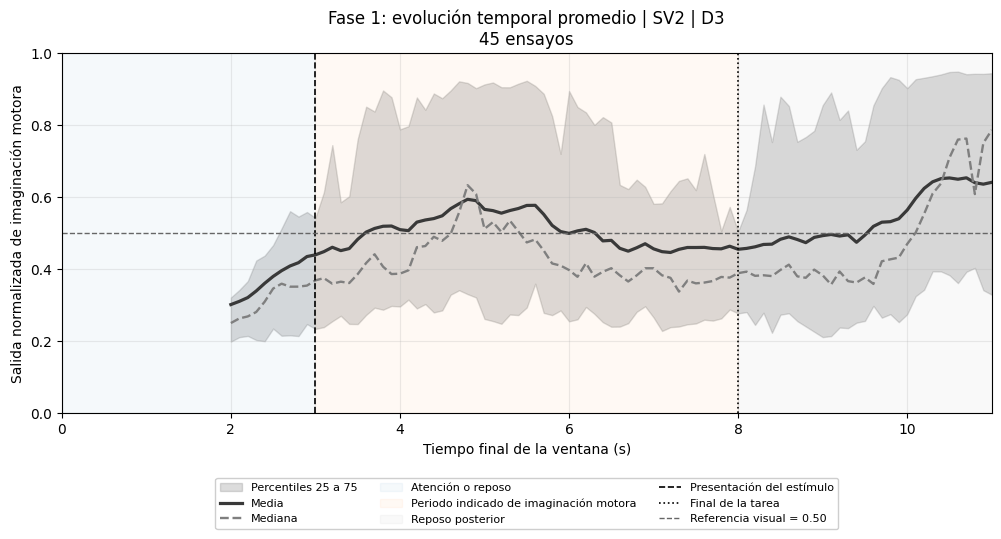 Fase 1: evolución temporal promedio | SV2 | D3
45 ensayos
Salida normalizada de imaginación motora
1.0
0.8
0.6
0.4
0.2
0.0
0 2 4 6 8 10
Tiempo final de la ventana (s)
Percentiles 25 a 75
Media
Mediana
Atención o reposo
Periodo indicado de imaginación motora
Reposo posterior
Presentación del estímulo
Final de la tarea
Referencia visual = 0.50